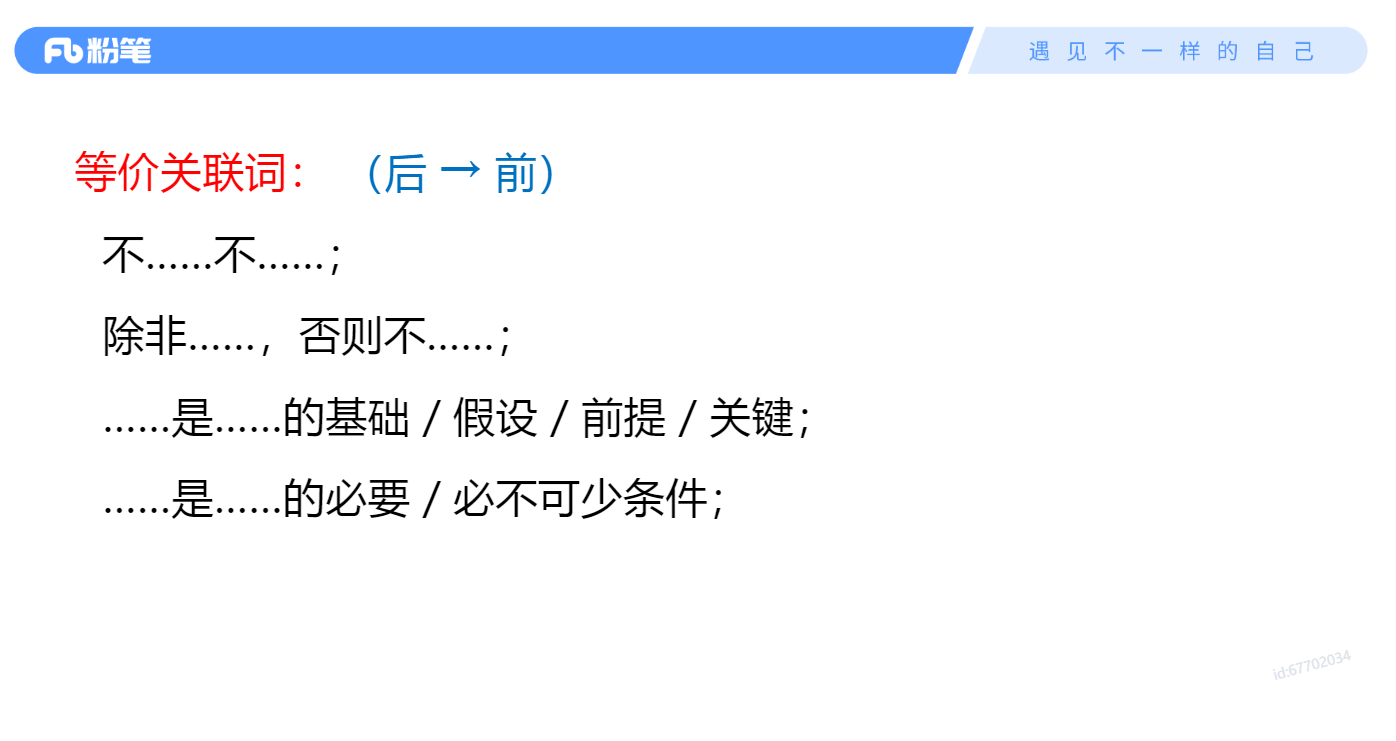 粉笔
遇见不一样的自己
等价关联词：（后 → 前）
不……不……；
除非……，否则不……；
……是……的基础 / 假设 / 前提 / 关键；
……是……的必要 / 必不可少条件；
id:67702034